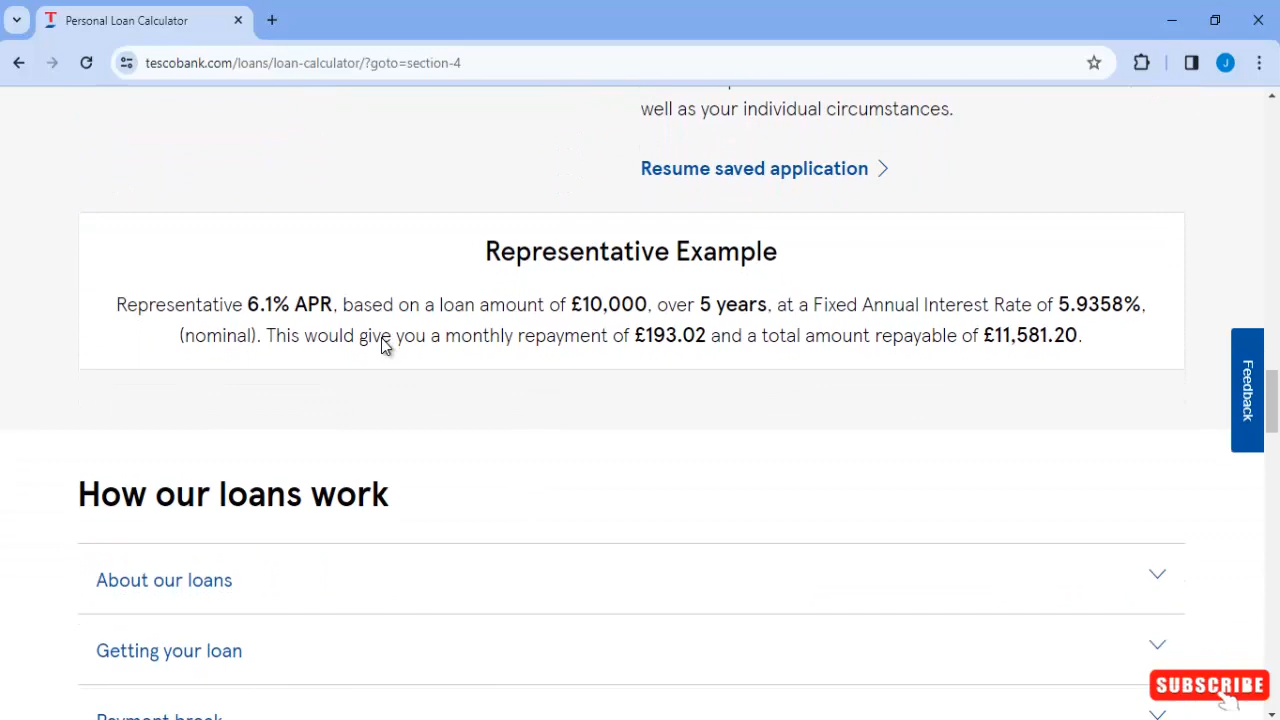 Personal Loan Calculator
tescobank.com/loans/loan-calculator/?goto=section-4
J
well as your individual circumstances.
Resume saved application
Representative Example
Representative 6.1% APR, based on a loan amount of £10,000, over 5 years, at a Fixed Annual Interest Rate of 5.9358%,
(nominal). This would give you a monthly repayment of £193.02 and a total amount repayable of £11,581.20.
Feedback
How our loans work
About our loans
Getting your loan
SUBSCRIBE
Payment break